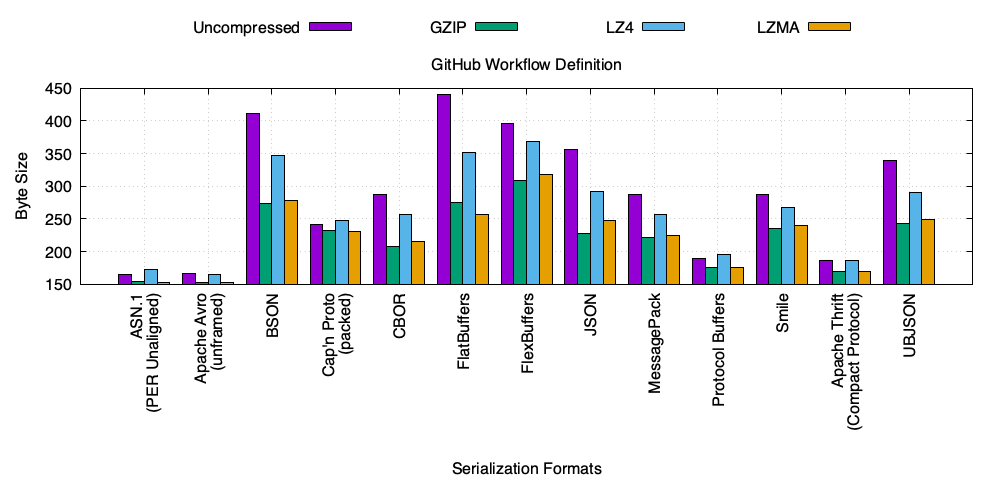 Uncompressed GZIP LZ4 LZMA
GitHub Workflow Definition
450
400
350
300
250
200
150
Byte Size
ASN.1
(PER Unaligned)
Apache Avro
(unframed)
BSON
Cap'n Proto
(packed)
CBOR
FlatBuffers
FlexBuffers
JSON
MessagePack
Protocol Buffers
Smile
Apache Thrift
(Compact Protocol)
UBJSON
Serialization Formats